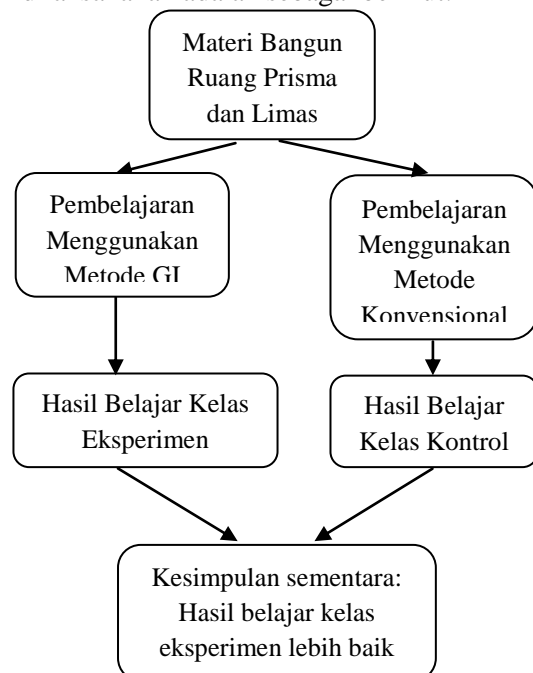 Materi Bangun
Ruang Prisma
dan Limas
Pembelajaran
Menggunakan
Metode GI
Pembelajaran
Menggunakan
Metode
Konvensional
Hasil Belajar Kelas
Eksperimen
Hasil Belajar
Kelas Kontrol
Kesimpulan sementara:
Hasil belajar kelas
eksperimen lebih baik